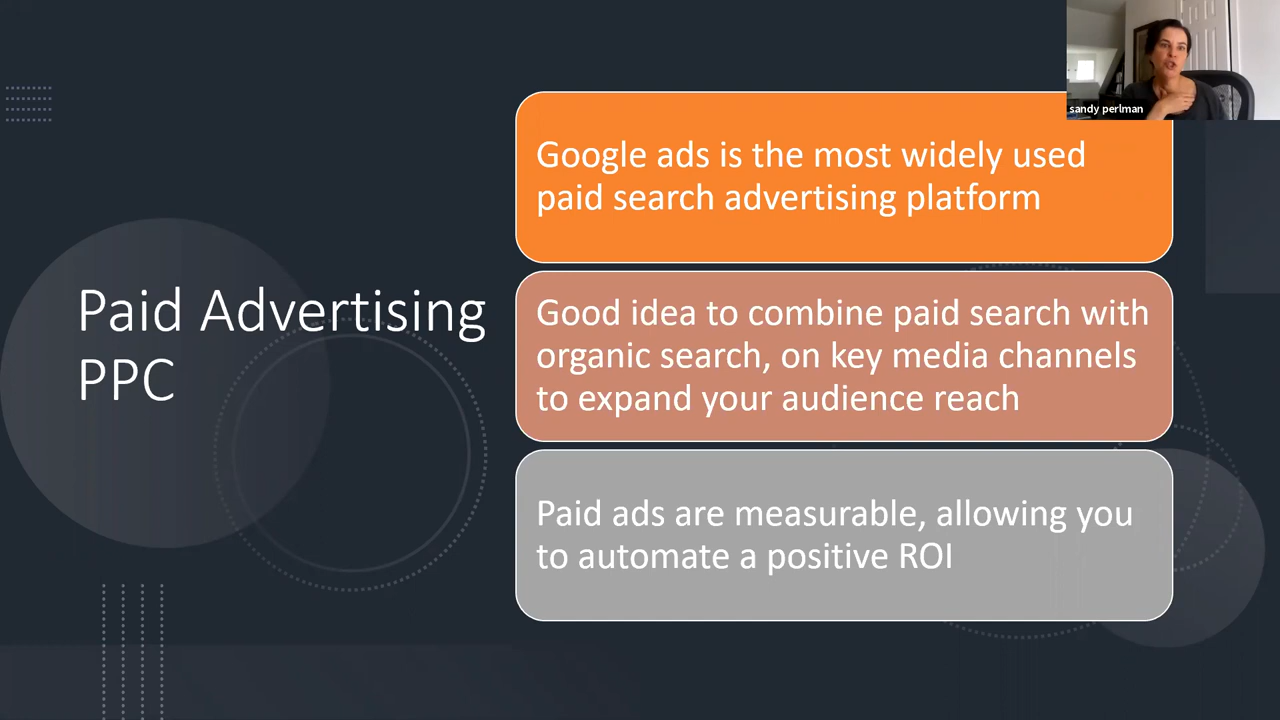 sandy perlman
Paid Advertising
PPC
Google ads is the most widely used
paid search advertising platform
Good idea to combine paid search with
organic search, on key media channels
to expand your audience reach
Paid ads are measurable, allowing you
to automate a positive ROI